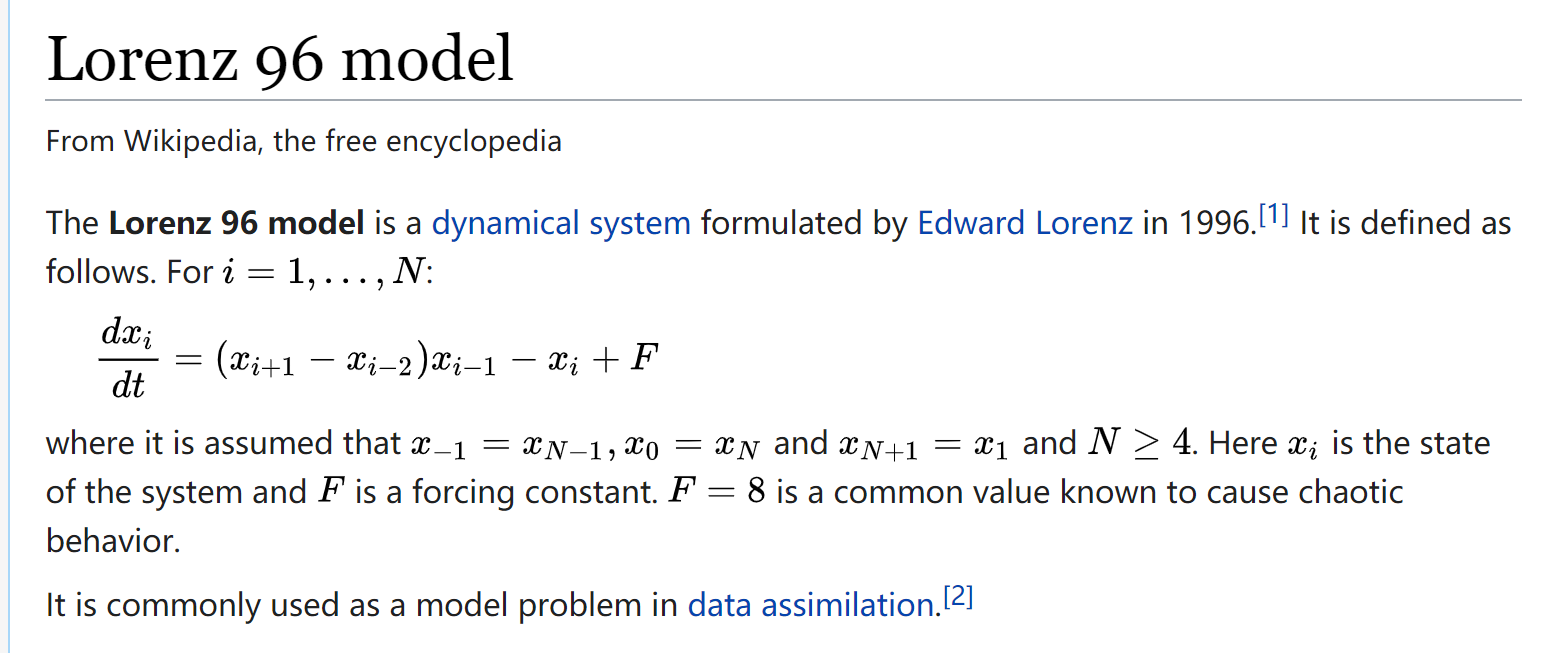 Lorenz 96 model
From Wikipedia, the free encyclopedia
The Lorenz 96 model is a dynamical system formulated by Edward Lorenz in 1996.[1] It is defined as
follows. For i = 1, . . . , N:
dx_i/dt = (x_{i+1} − x_{i−2})x_{i−1} − x_i + F
where it is assumed that x_{−1} = x_{N−1}, x_0 = x_N and x_{N+1} = x_1 and N ≥ 4. Here x_i is the state
of the system and F is a forcing constant. F = 8 is a common value known to cause chaotic
behavior.
It is commonly used as a model problem in data assimilation.[2]